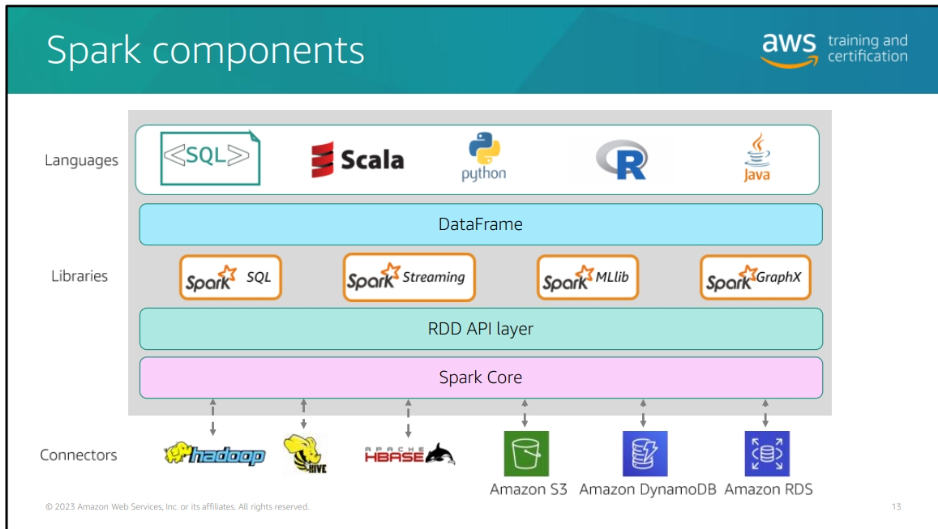 Spark components
aws training and
certification
Languages
<SQL>
Scala
python
R
Java
DataFrame
Libraries
Spark SQL
Spark Streaming
Spark MLlib
Spark GraphX
RDD API layer
Spark Core
Connectors
hadoop
HIVE
APACHE
HBASE
Amazon S3 Amazon DynamoDB Amazon RDS
© 2023 Amazon Web Services, Inc. or its affiliates. All rights reserved.
13